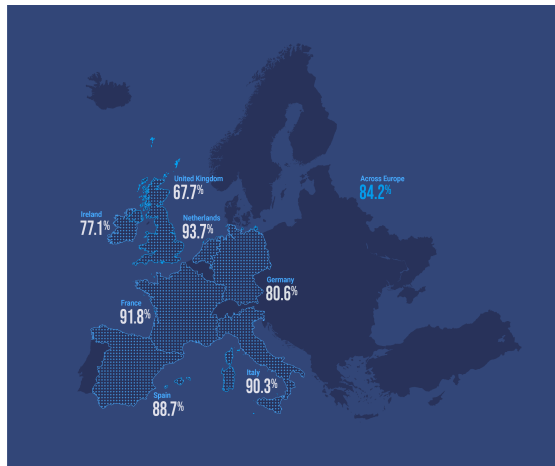 United Kingdom
67.7%
Across Europe
84.2%
Ireland
77.1%
Netherlands
93.7%
Germany
80.6%
France
91.8%
Italy
90.3%
Spain
88.7%